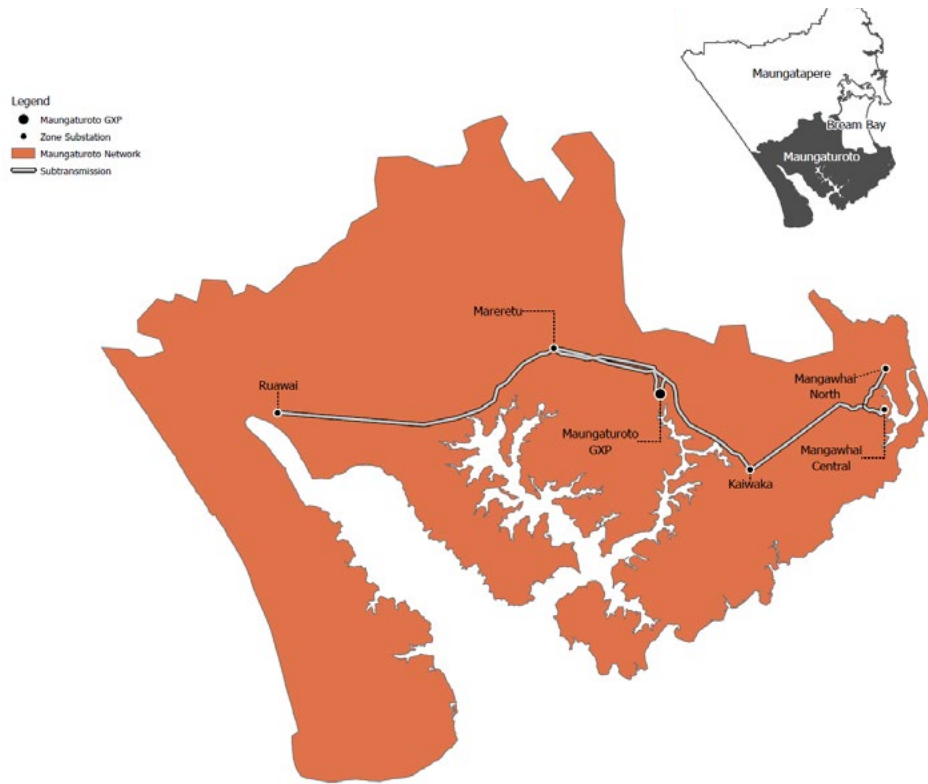 Maungatapere
Bream Bay
Maungaturoto
Legend
Maungaturoto GXP
Zone Substation
Maungaturoto Network
Subtransmission
Mareretu
Ruawai
Mangawhai
North
Maungaturoto
GXP
Mangawhai
Central
Kaiwaka